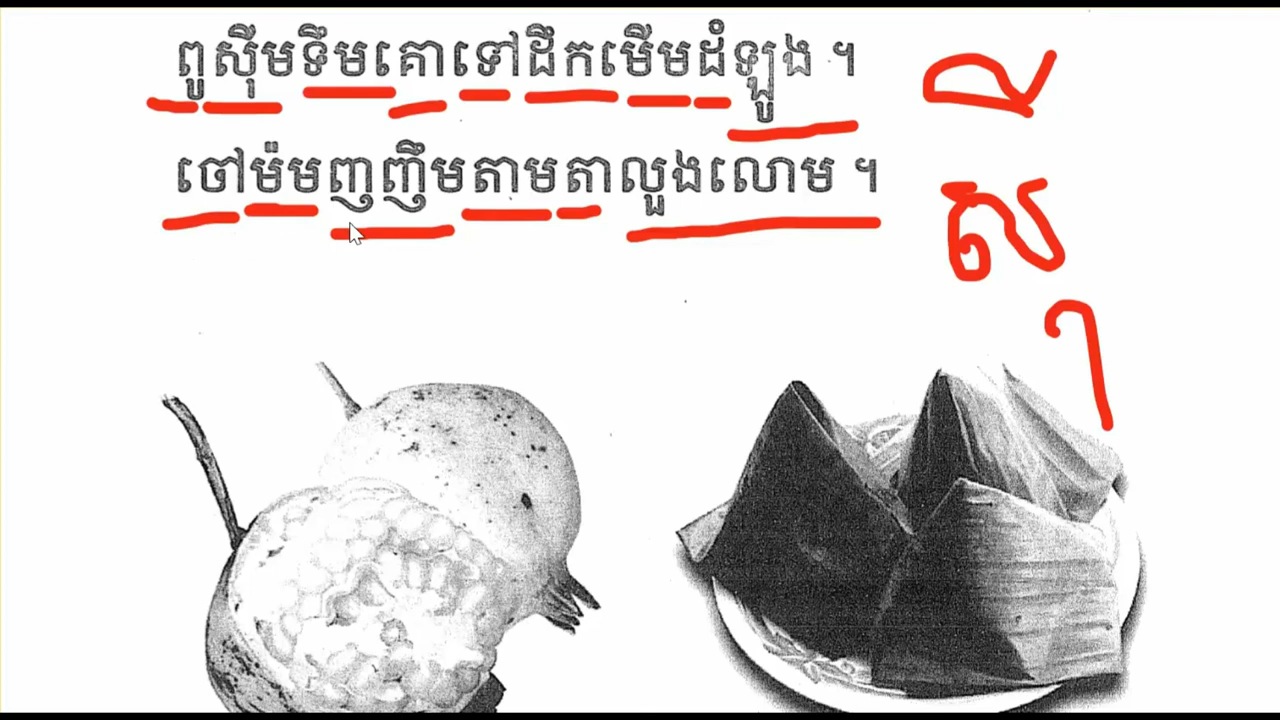 ពូស៊ឹមទឹមគោទៅដឹកមើមដំឡូង ។
ចៅម៉មញញឹមតាមតាលួងលោម ។